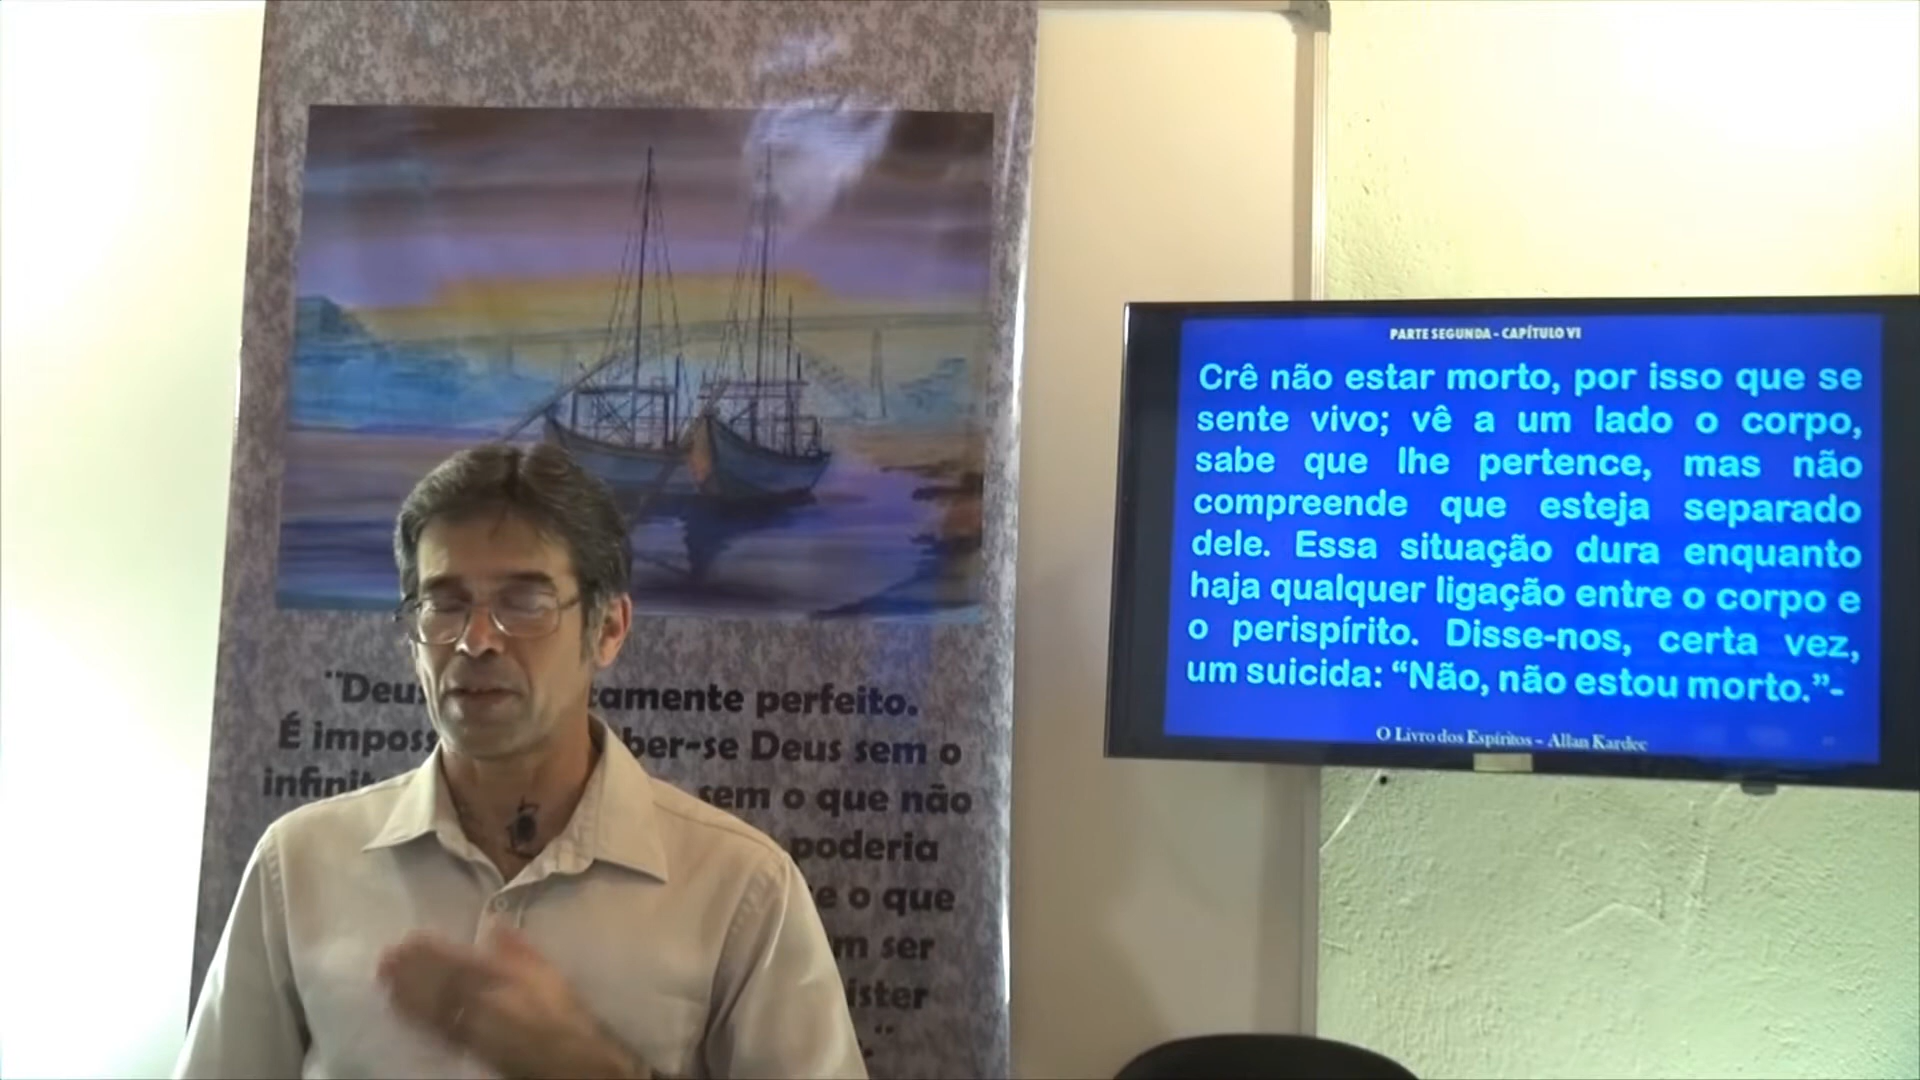 ¨Deus camente perfeito.
É imposs ber-se Deus sem o
infini sem o que não
poderia
e o que
m ser
ister
.¨
PARTE SEGUNDA - CAPÍTULO VI
Crê não estar morto, por isso que se
sente vivo; vê a um lado o corpo,
sabe que lhe pertence, mas não
compreende que esteja separado
dele. Essa situação dura enquanto
haja qualquer ligação entre o corpo e
o perispírito. Disse-nos, certa vez,
um suicida: “Não, não estou morto.”-
O Livro dos Espíritos – Allan Kardec